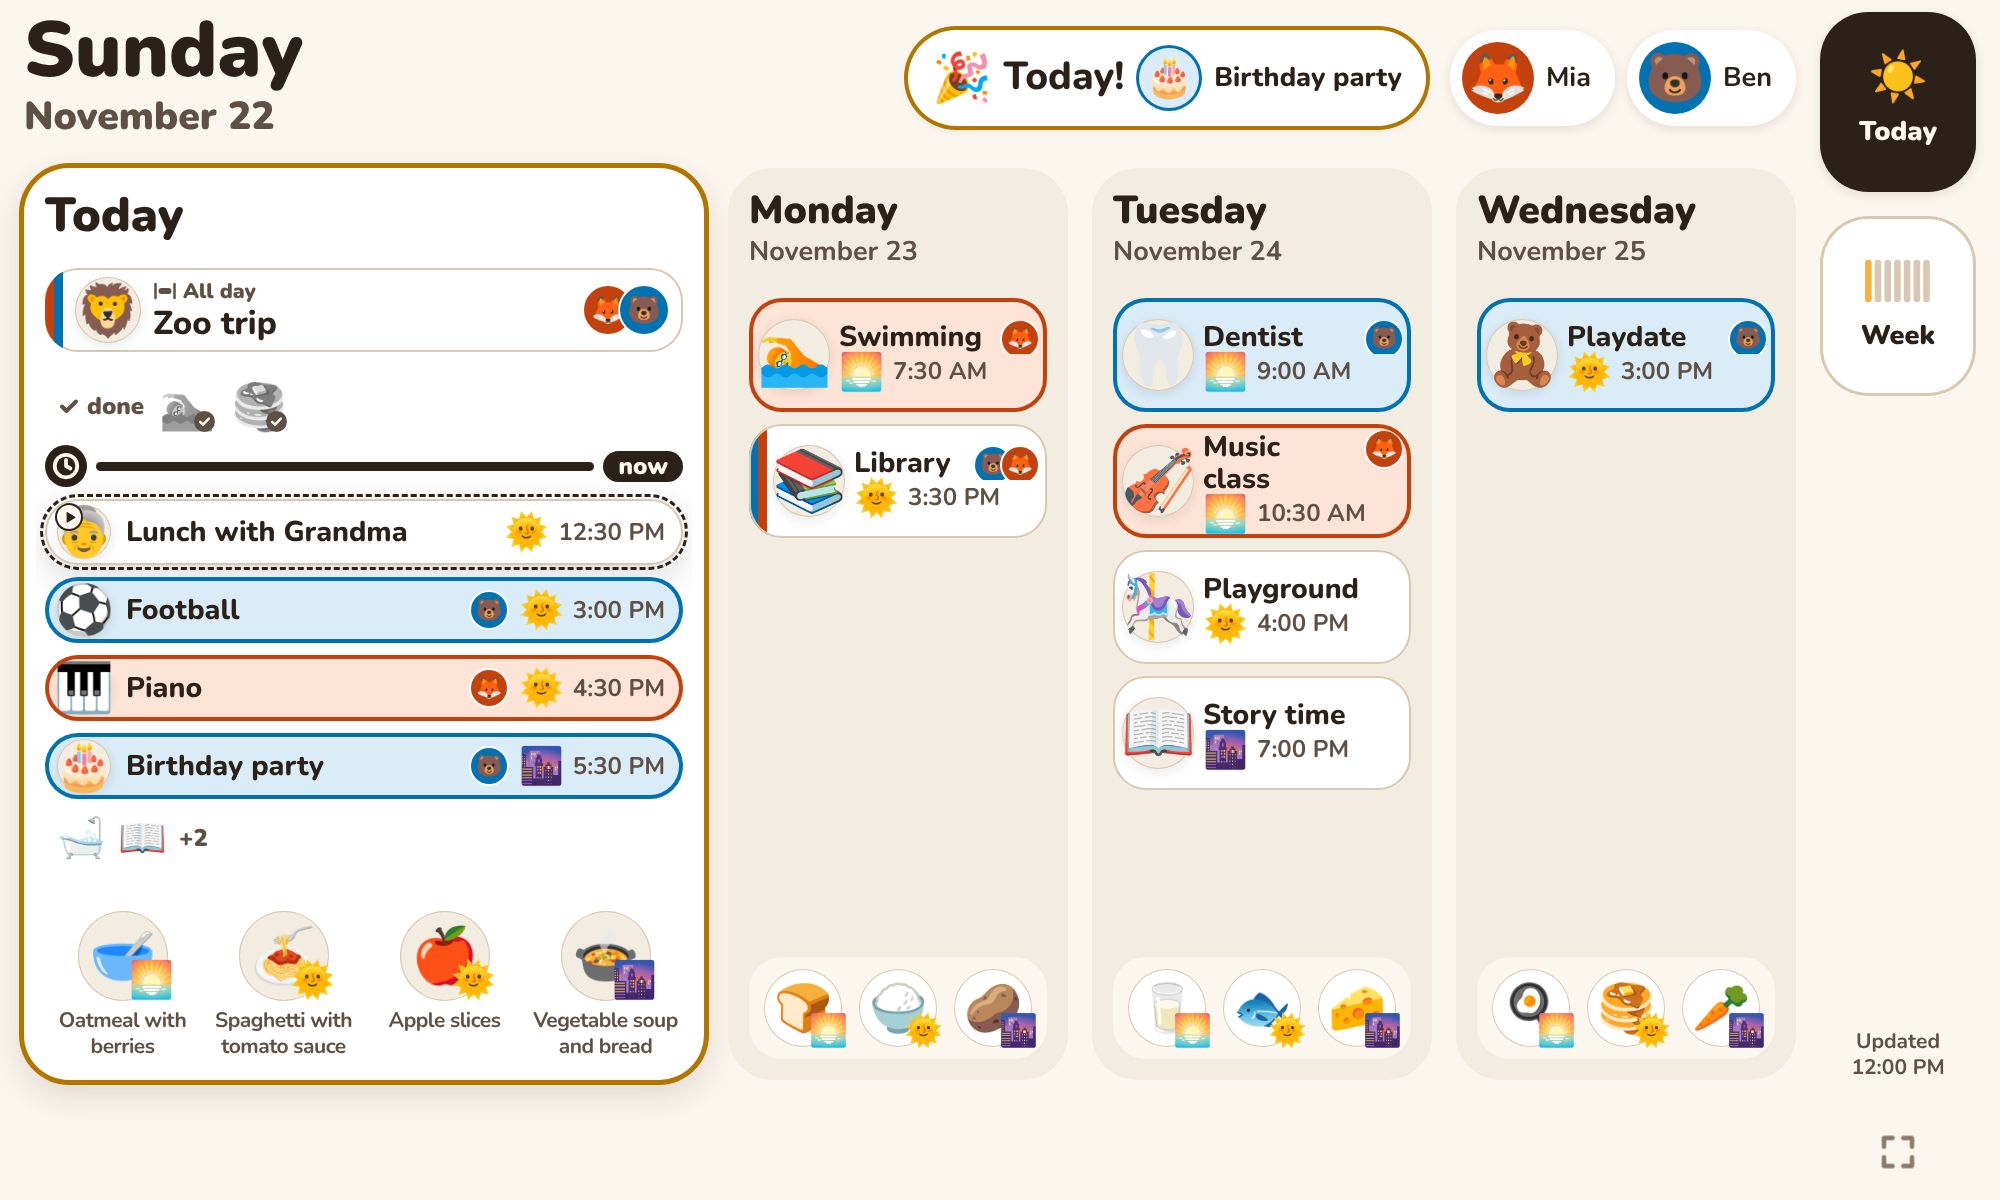 Sunday
November 22
Today! Birthday party
Mia
Ben
Today
Week
Today
All day
Zoo trip
done
now
Lunch with Grandma 12:30 PM
Football 3:00 PM
Piano 4:30 PM
Birthday party 5:30 PM
+2
Oatmeal with
berries
Spaghetti with
tomato sauce
Apple slices
Vegetable soup
and bread
Monday
November 23
Swimming
7:30 AM
Library
3:30 PM
Tuesday
November 24
Dentist
9:00 AM
Music
class
10:30 AM
Playground
4:00 PM
Story time
7:00 PM
Wednesday
November 25
Playdate
3:00 PM
Updated
12:00 PM